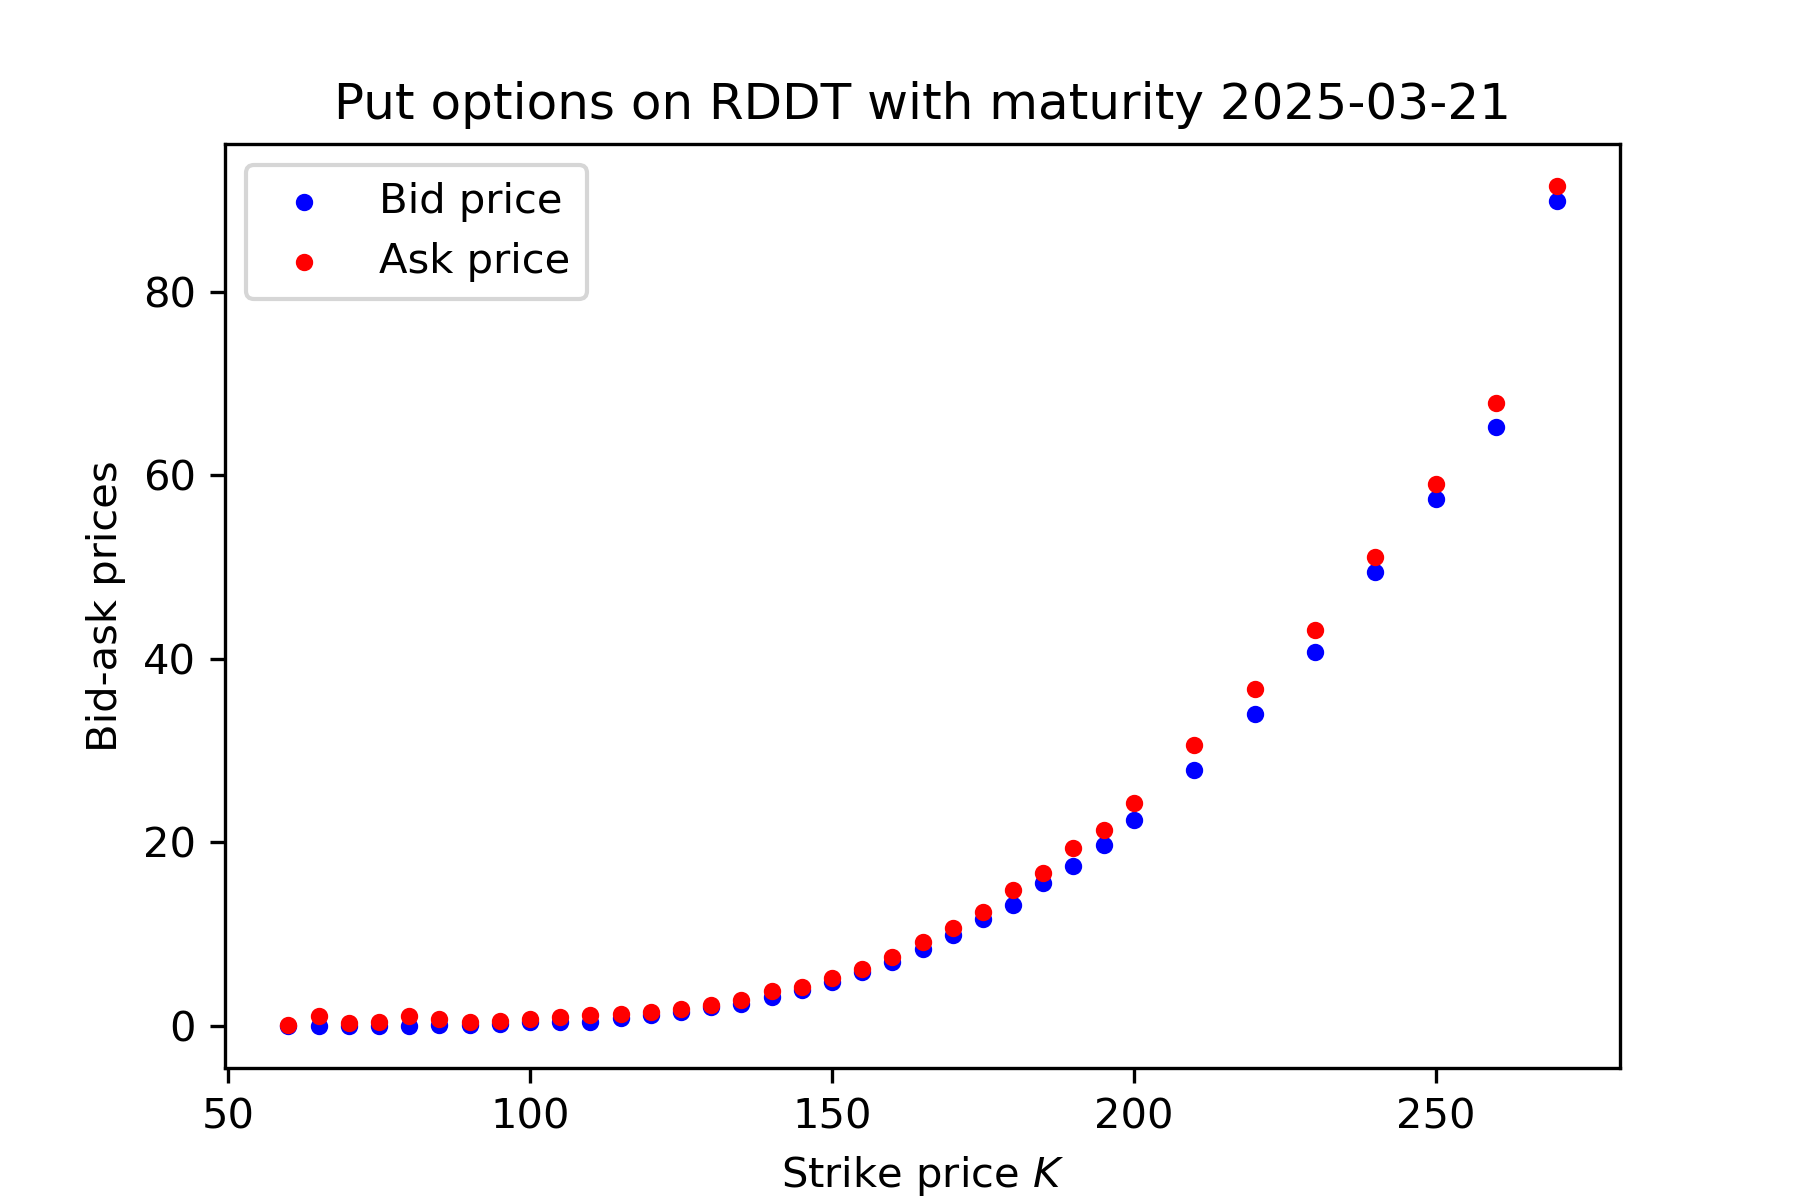 Put options on RDDT with maturity 2025-03-21
Bid price
Ask price
Bid-ask prices
80
60
40
20
0
50 100 150 200 250
Strike price K